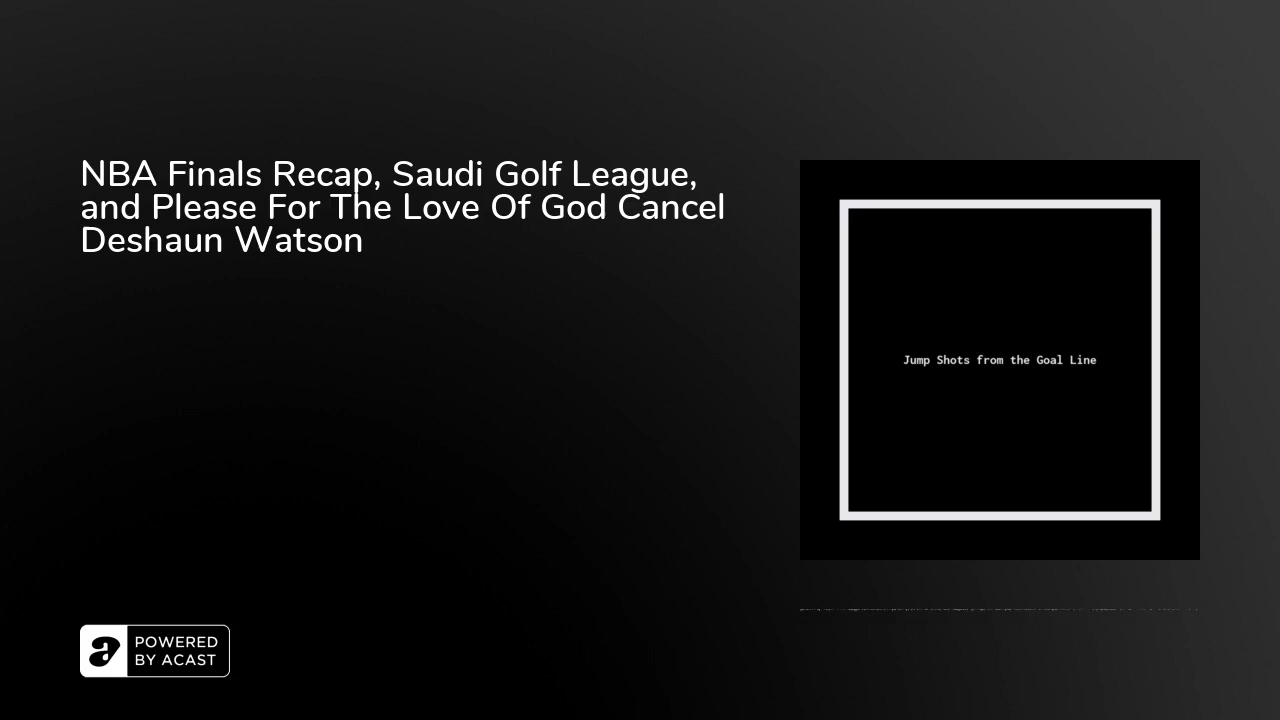 NBA Finals Recap, Saudi Golf League,
and Please For The Love Of God Cancel
Deshaun Watson
Jump Shots from the Goal Line
POWERED
BY ACAST